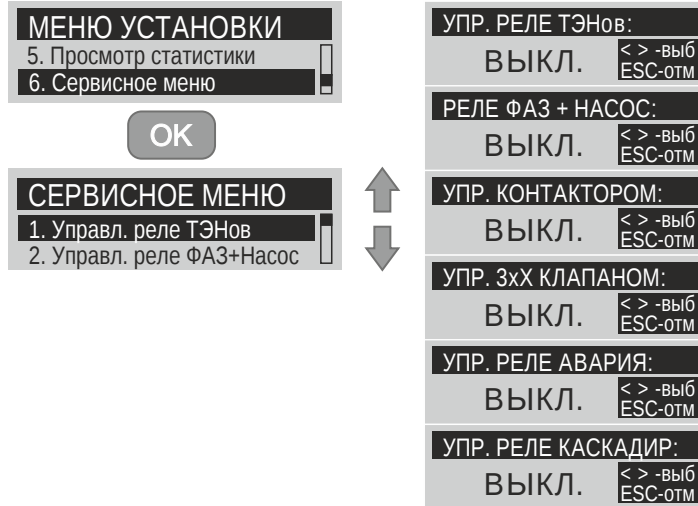 МЕНЮ УСТАНОВКИ
5. Просмотр статистики
6. Сервисное меню
OK
СЕРВИСНОЕ МЕНЮ
1. Управл. реле ТЭНов
2. Управл. реле ФАЗ+Насос
УПР. РЕЛЕ ТЭНов:
ВЫКЛ.
< > -выб
ESC-отм
РЕЛЕ ФАЗ + НАСОС:
ВЫКЛ.
< > -выб
ESC-отм
УПР. КОНТАКТОРОМ:
ВЫКЛ.
< > -выб
ESC-отм
УПР. 3хХ КЛАПАНОМ:
ВЫКЛ.
< > -выб
ESC-отм
УПР. РЕЛЕ АВАРИЯ:
ВЫКЛ.
< > -выб
ESC-отм
УПР. РЕЛЕ КАСКАДИР:
ВЫКЛ.
< > -выб
ESC-отм